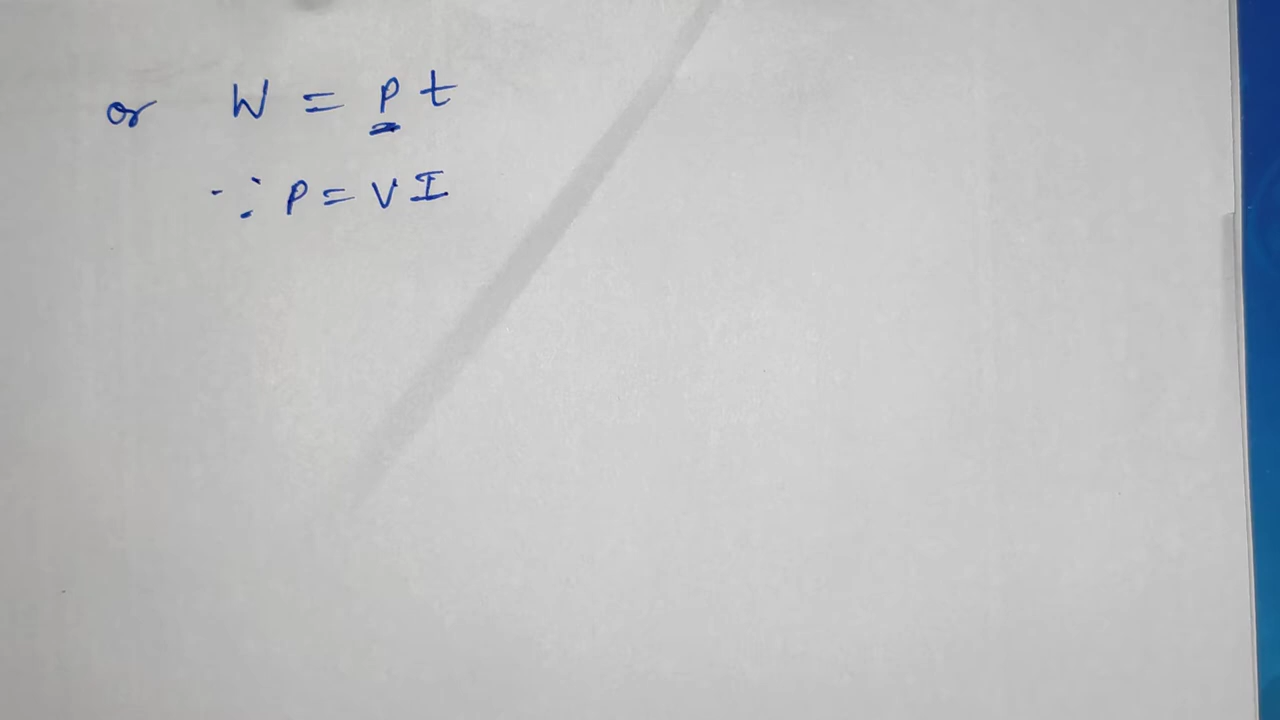 or W = P t
∵ P = V I